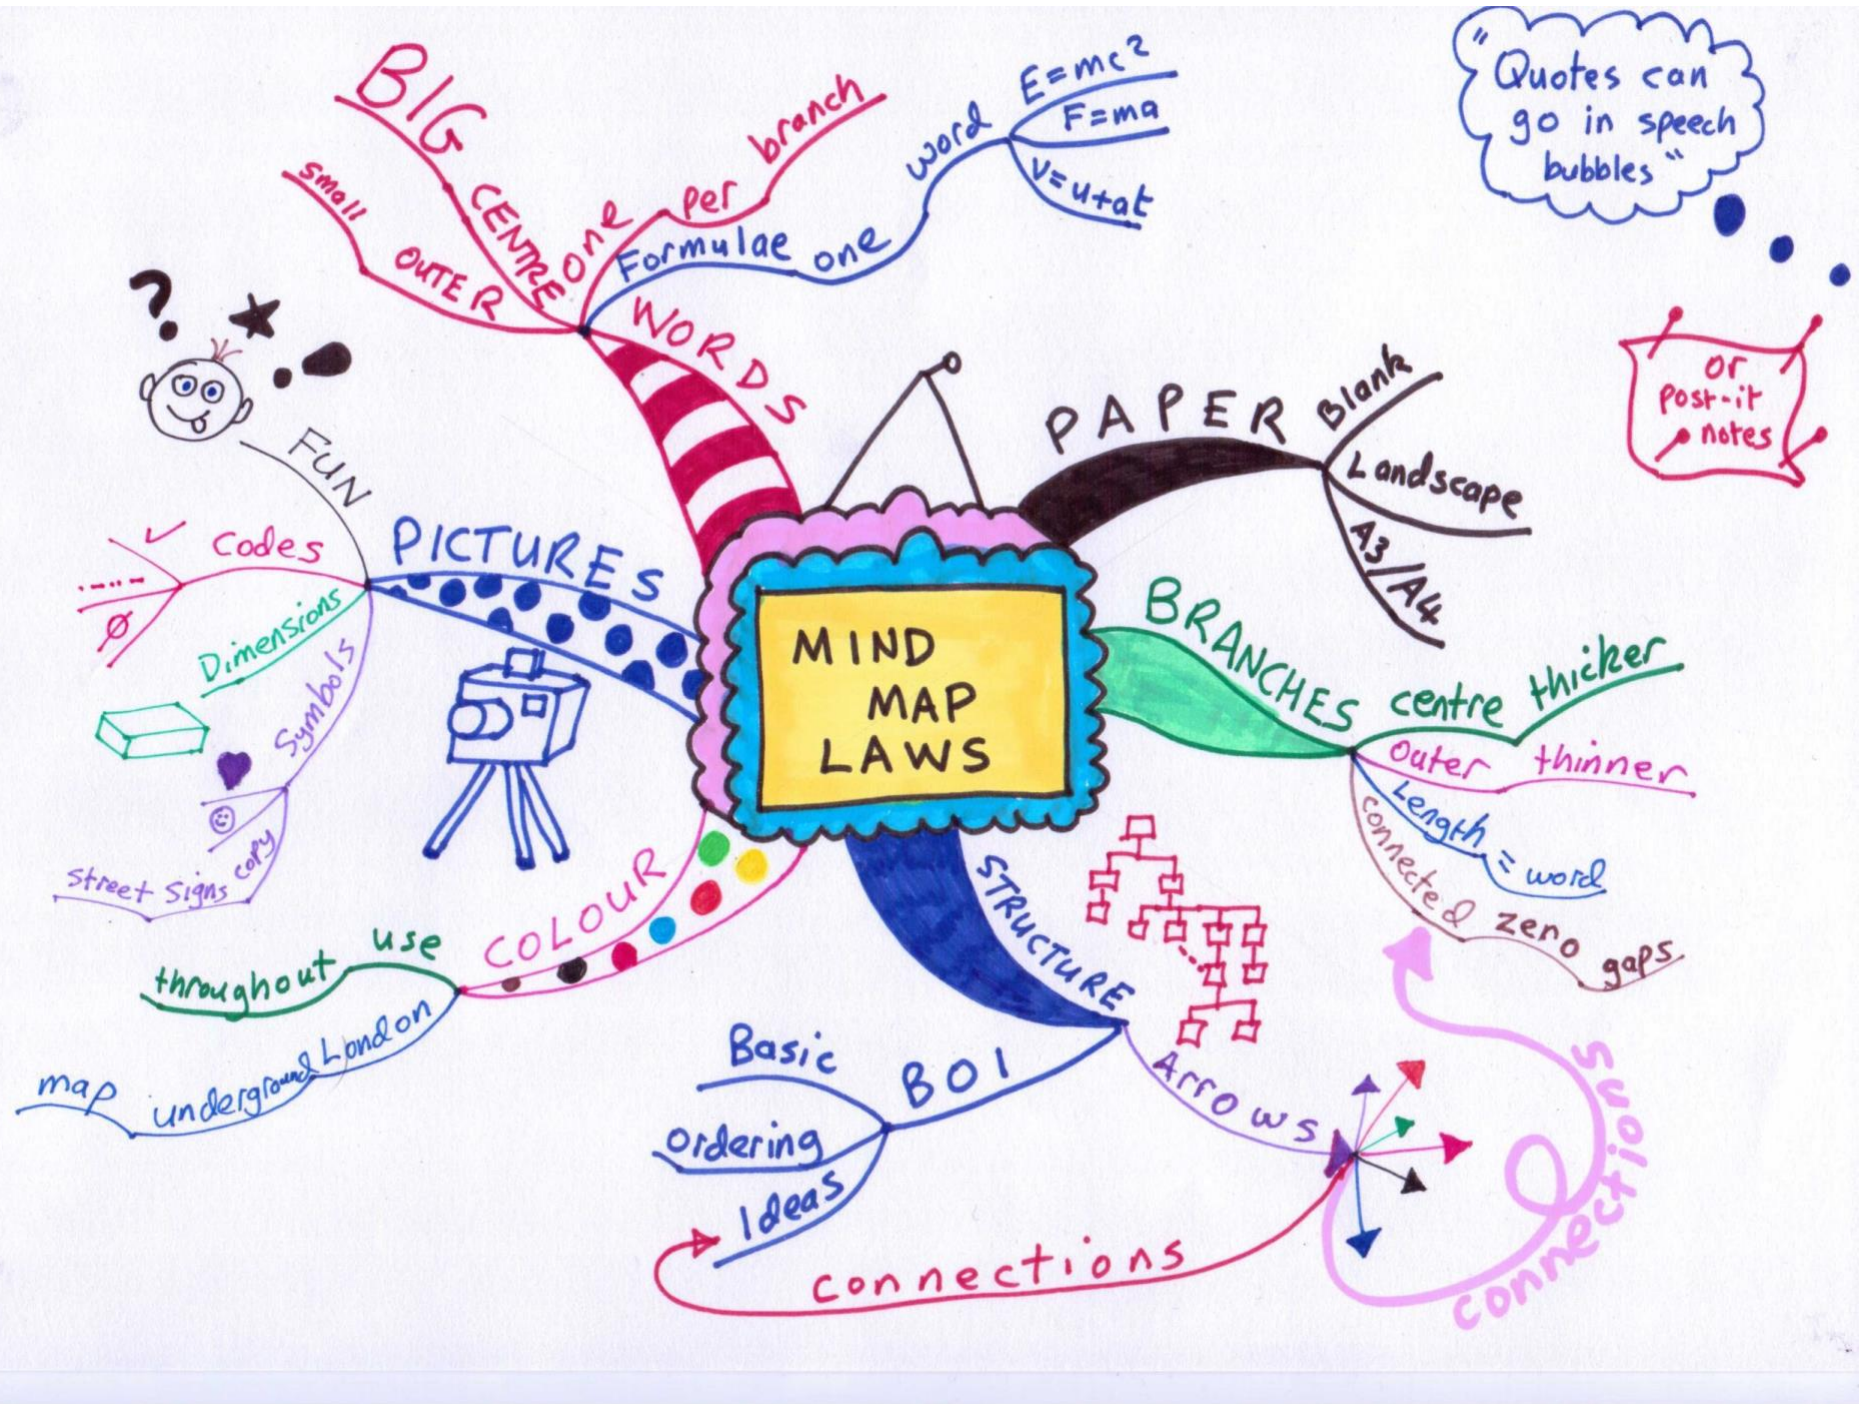 MIND
MAP
LAWS
PAPER
Blank
Landscape
A3/A4
BRANCHES
centre thicker
outer thinner
Length = word
connected zero gaps
STRUCTURE
Arrows
connections
connections
BOI
Basic
ordering
Ideas
COLOUR
use throughout
London underground map
PICTURES
FUN
Codes
Dimensions
Symbols
copy
street signs
WORDS
CENTRE BIG
OUTER small
one per branch
Formulae one word
E=mc²
F=ma
V=u+at
"Quotes can
go in speech
bubbles"
or
post-it
notes